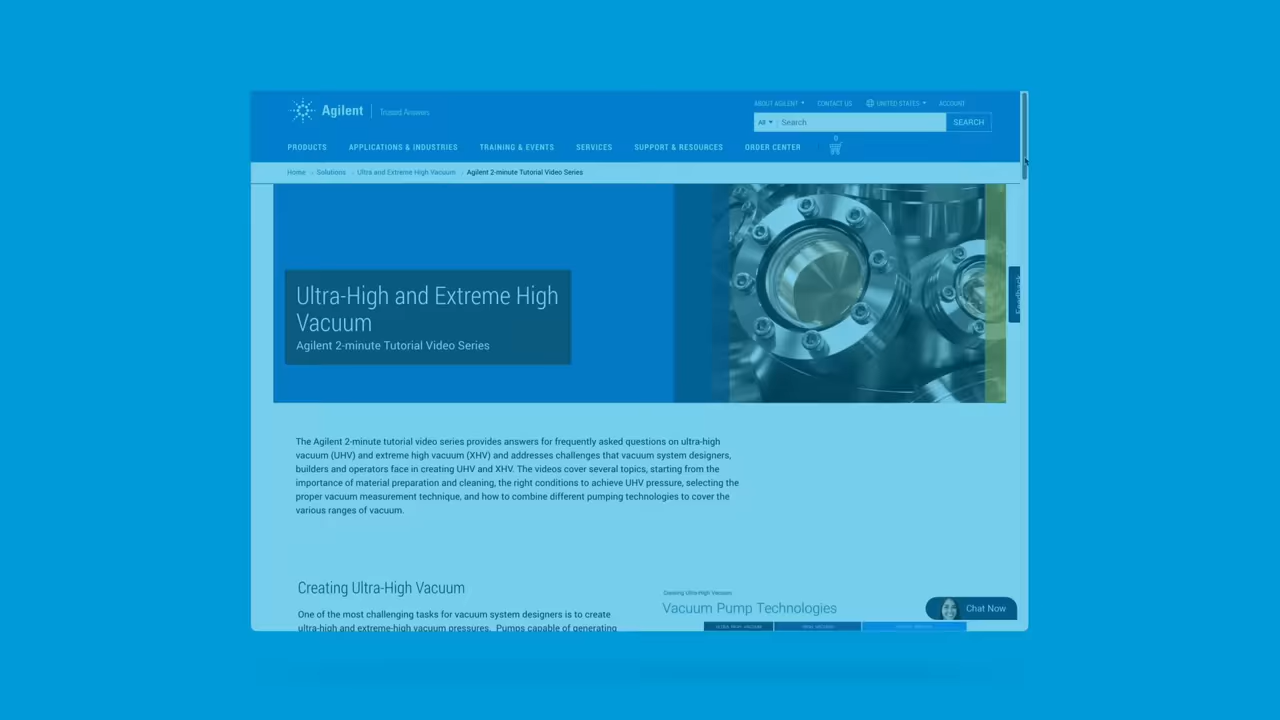 Agilent
Trusted Answers
ABOUT AGILENT
CONTACT US
UNITED STATES
ACCOUNT
All
Search
SEARCH
PRODUCTS
APPLICATIONS & INDUSTRIES
TRAINING & EVENTS
SERVICES
SUPPORT & RESOURCES
ORDER CENTER
0
Home
Solutions
Ultra and Extreme High Vacuum
Agilent 2-minute Tutorial Video Series
Ultra-High and Extreme High
Vacuum
Agilent 2-minute Tutorial Video Series
Feedback
The Agilent 2-minute tutorial video series provides answers for frequently asked questions on ultra-high
vacuum (UHV) and extreme high vacuum (XHV) and addresses challenges that vacuum system designers,
builders and operators face in creating UHV and XHV. The videos cover several topics, starting from the
importance of material preparation and cleaning, the right conditions to achieve UHV pressure, selecting the
proper vacuum measurement technique, and how to combine different pumping technologies to cover the
various ranges of vacuum.
Creating Ultra-High Vacuum
One of the most challenging tasks for vacuum system designers is to create
ultra-high and extreme-high vacuum pressures. Pumps capable of generating
Creating Ultra-High Vacuum
Vacuum Pump Technologies
Chat Now